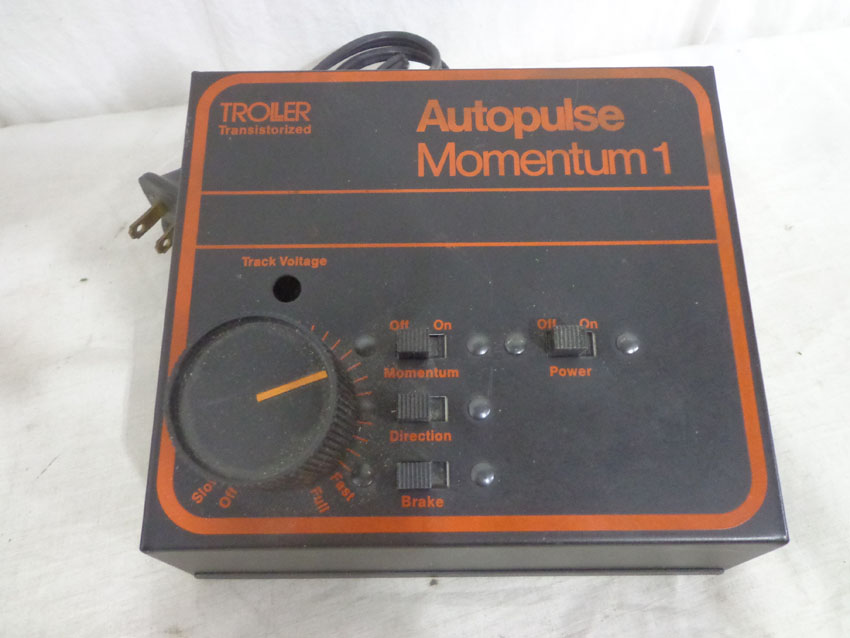 TROLLER
Transistorized
Autopulse
Momentum 1
Track Voltage
Off On
Momentum
Off On
Power
Direction
Brake
Slow
Off
Fast
Full